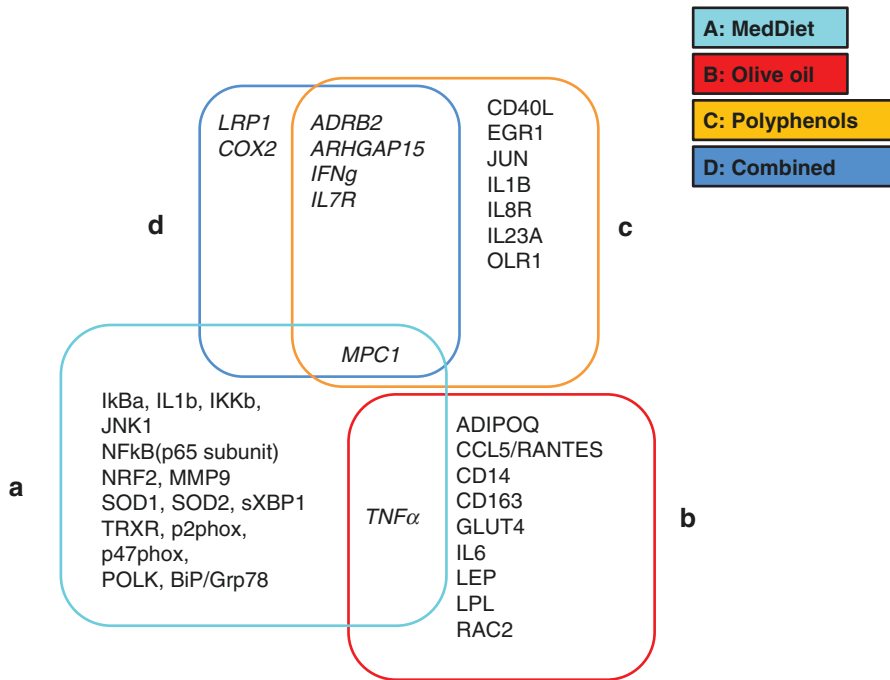 A: MedDiet
B: Olive oil
C: Polyphenols
D: Combined
LRP1
COX2
ADRB2
ARHGAP15
IFNg
IL7R
CD40L
EGR1
JUN
IL1B
IL8R
IL23A
OLR1
d
c
MPC1
IkBa, IL1b, IKKb,
JNK1
NFkB(p65 subunit)
NRF2, MMP9
SOD1, SOD2, sXBP1
TRXR, p2phox,
p47phox,
POLK, BiP/Grp78
a
TNFα
ADIPOQ
CCL5/RANTES
CD14
CD163
GLUT4
IL6
LEP
LPL
RAC2
b